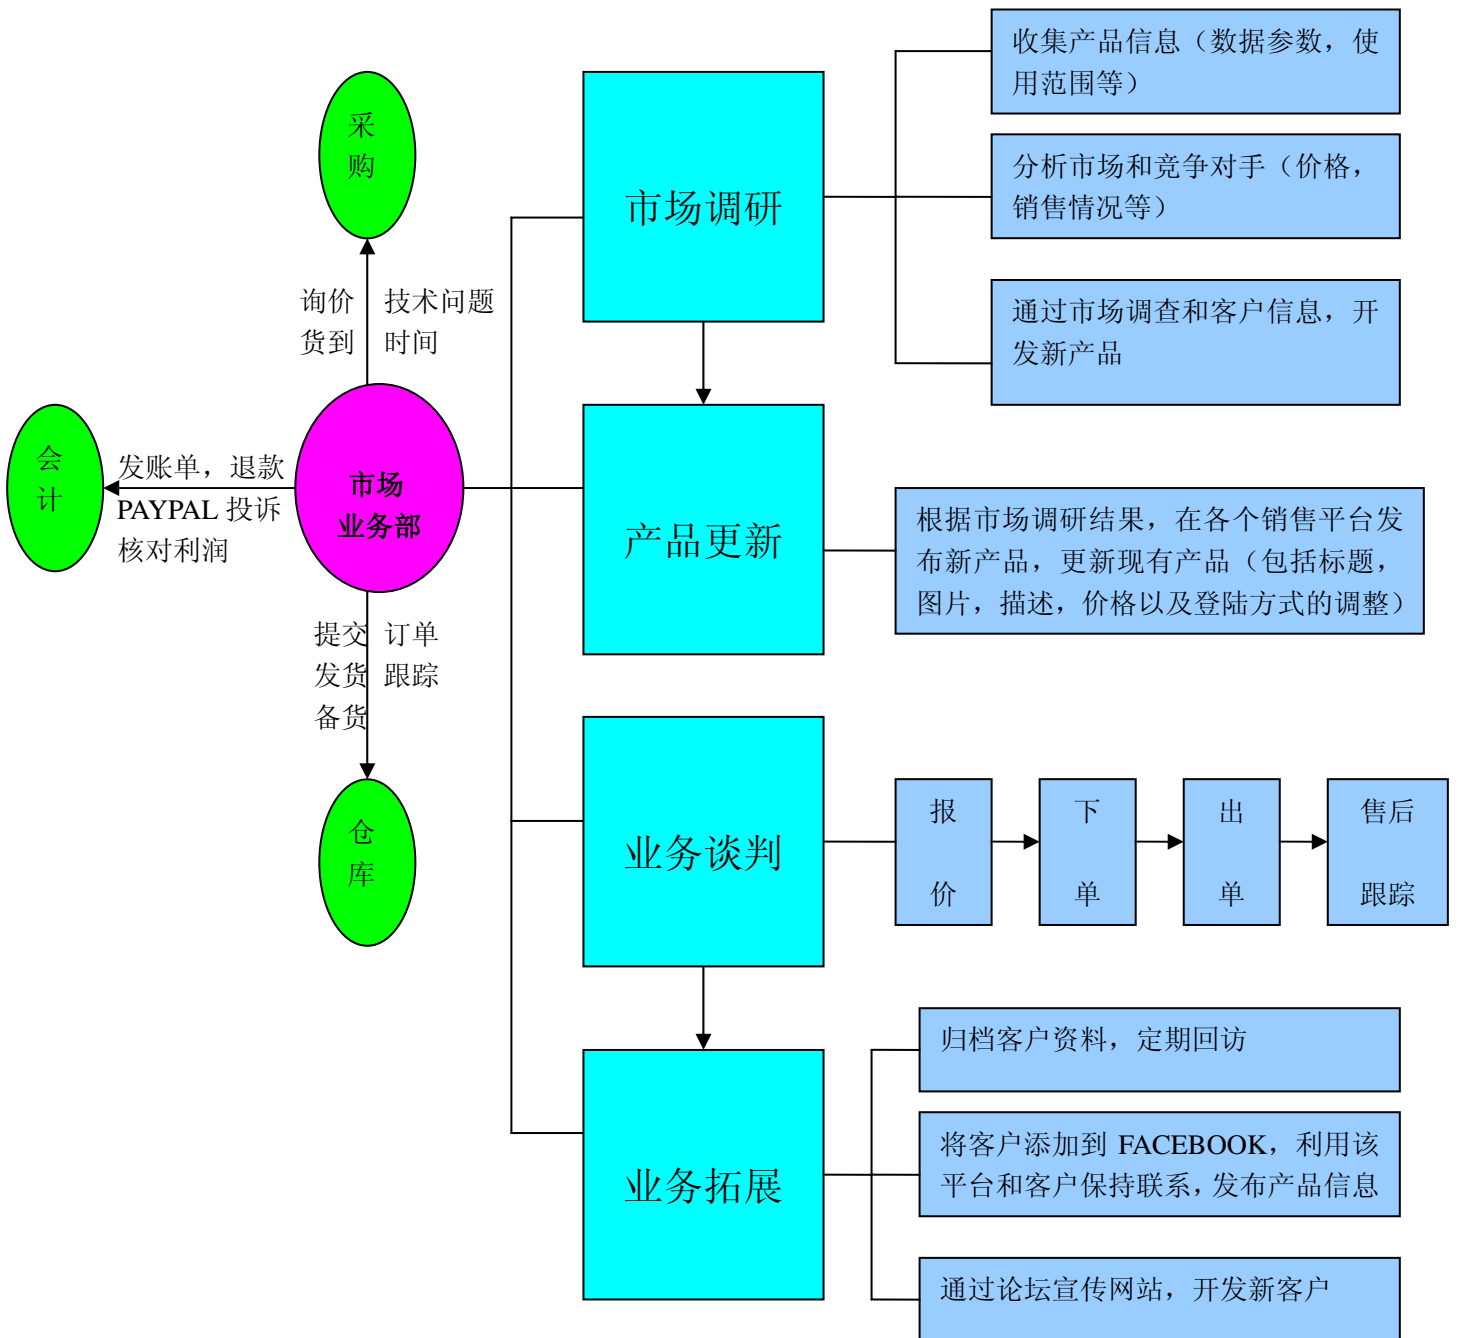 采
购
询价 技术问题
货到 时间
会
计
发账单，退款
PAYPAL 投诉
核对利润
市场
业务部
提交 订单
发货 跟踪
备货
仓
库
市场调研
收集产品信息（数据参数，使
用范围等）
分析市场和竞争对手（价格，
销售情况等）
通过市场调查和客户信息，开
发新产品
产品更新
根据市场调研结果，在各个销售平台发
布新产品，更新现有产品（包括标题，
图片，描述，价格以及登陆方式的调整）
业务谈判
报
价
下
单
出
单
售后
跟踪
业务拓展
归档客户资料，定期回访
将客户添加到 FACEBOOK，利用该
平台和客户保持联系，发布产品信息
通过论坛宣传网站，开发新客户